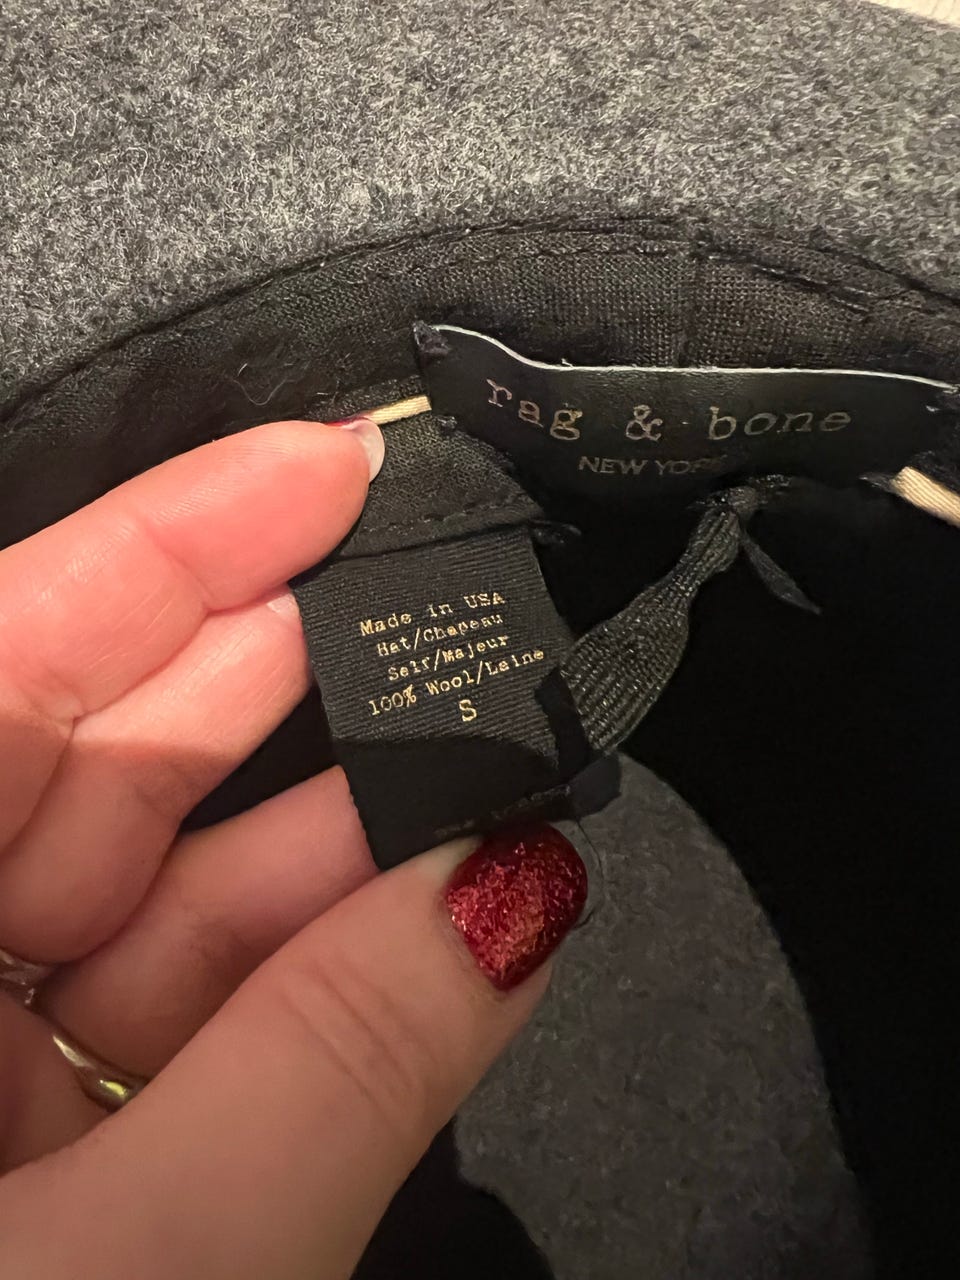 rag & bone
NEW YORK
Made in USA
Hat/Chapeau
Self/Majeur
100% Wool/Laine
S